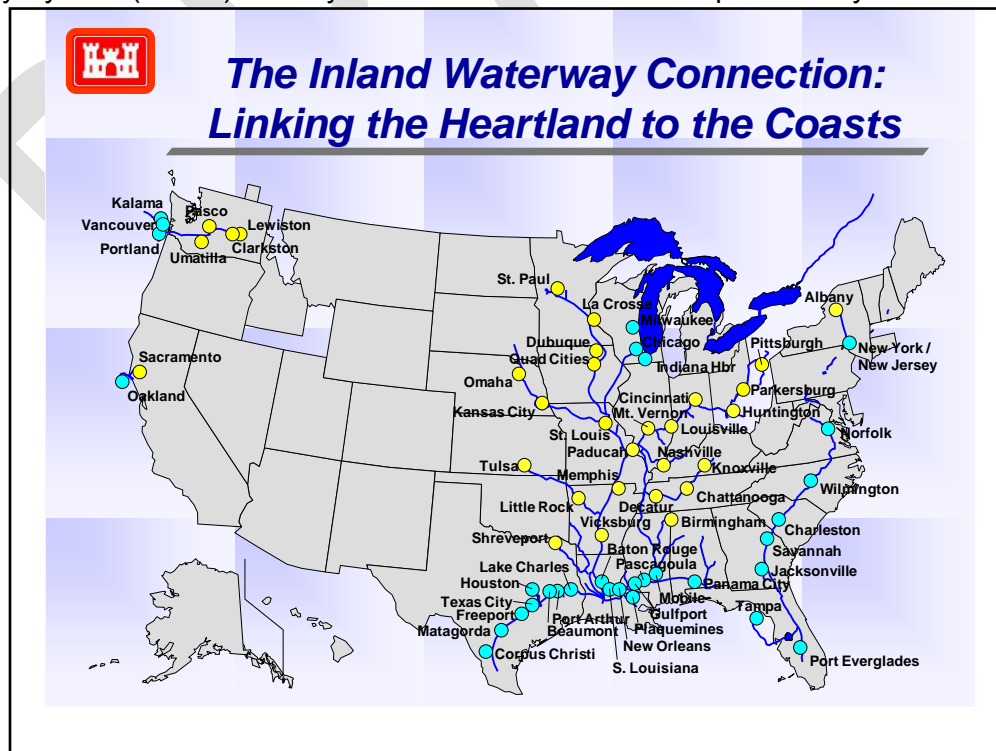 The Inland Waterway Connection:
Linking the Heartland to the Coasts
Kalama
Pasco
Vancouver
Lewiston
Portland
Clarkston
Umatilla
St. Paul
La Crosse
Albany
Milwaukee
Dubuque
Chicago
Pittsburgh
Sacramento
Quad Cities
Indiana Hbr
New York /
New Jersey
Omaha
Oakland
Cincinnati
Parkersburg
Kansas City
Mt. Vernon
Huntington
St. Louis
Louisville
Norfolk
Paducah
Nashville
Tulsa
Memphis
Knoxville
Wilmington
Little Rock
Decatur
Chattanooga
Vicksburg
Birmingham
Charleston
Shreveport
Baton Rouge
Savannah
Lake Charles
Pascagoula
Jacksonville
Houston
Panama City
Texas City
Mobile
Tampa
Freeport
Port Arthur
Gulfport
Matagorda
Beaumont
Plaquemines
New Orleans
Corpus Christi
S. Louisiana
Port Everglades